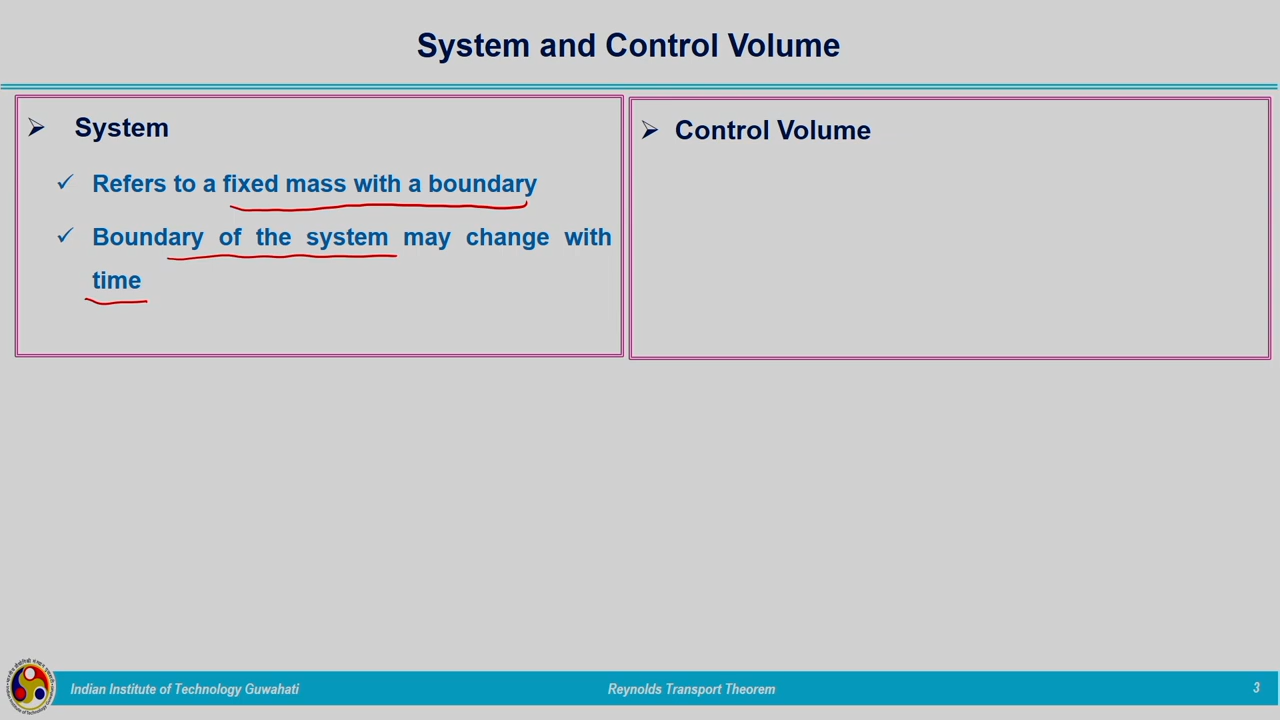 System and Control Volume
System
Refers to a fixed mass with a boundary
Boundary of the system may change with
time
Control Volume
Indian Institute of Technology Guwahati
Reynolds Transport Theorem
3